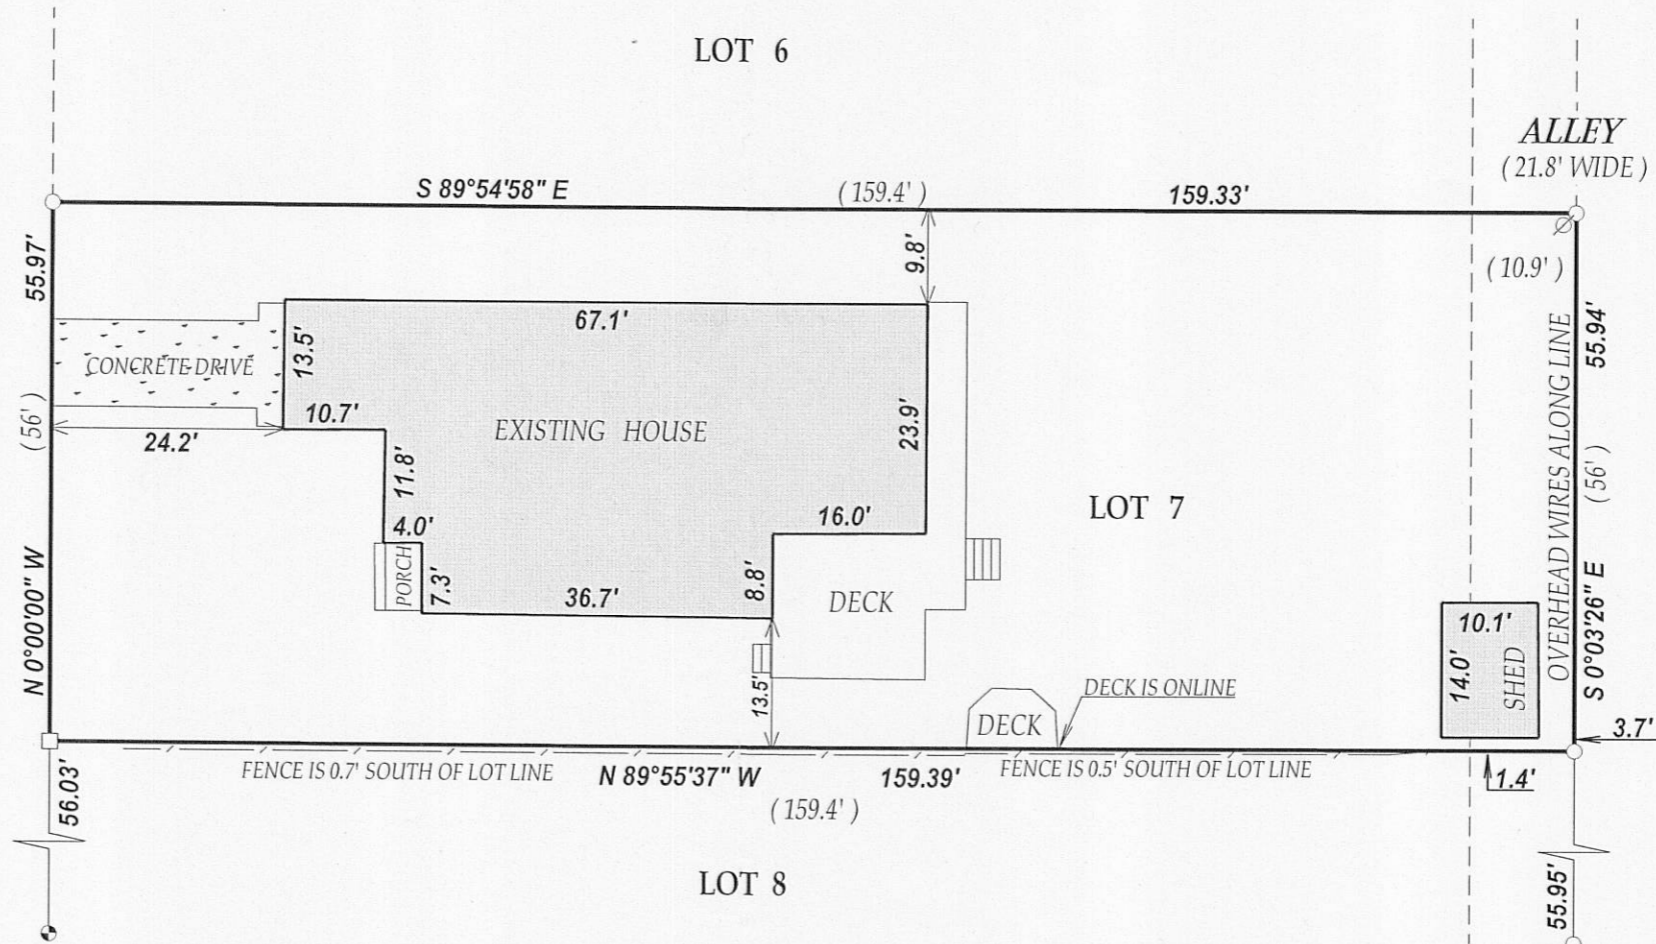 LOT 6
ALLEY
( 21.8' WIDE )
S 89°54'58" E
( 159.4' )
159.33'
55.97'
9.8'
( 10.9' )
67.1'
13.5'
CONCRETE DRIVE
10.7'
24.2'
( 56' )
EXISTING HOUSE
23.9'
11.8'
4.0'
PORCH
7.3'
36.7'
16.0'
8.8'
DECK
LOT 7
55.94'
OVERHEAD WIRES ALONG LINE
( 56' )
S 0°03'26" E
N 0°00'00" W
13.5'
DECK
DECK IS ONLINE
10.1'
14.0'
SHED
3.7'
1.4'
FENCE IS 0.7' SOUTH OF LOT LINE
N 89°55'37" W
159.39'
FENCE IS 0.5' SOUTH OF LOT LINE
( 159.4' )
56.03'
LOT 8
55.95'